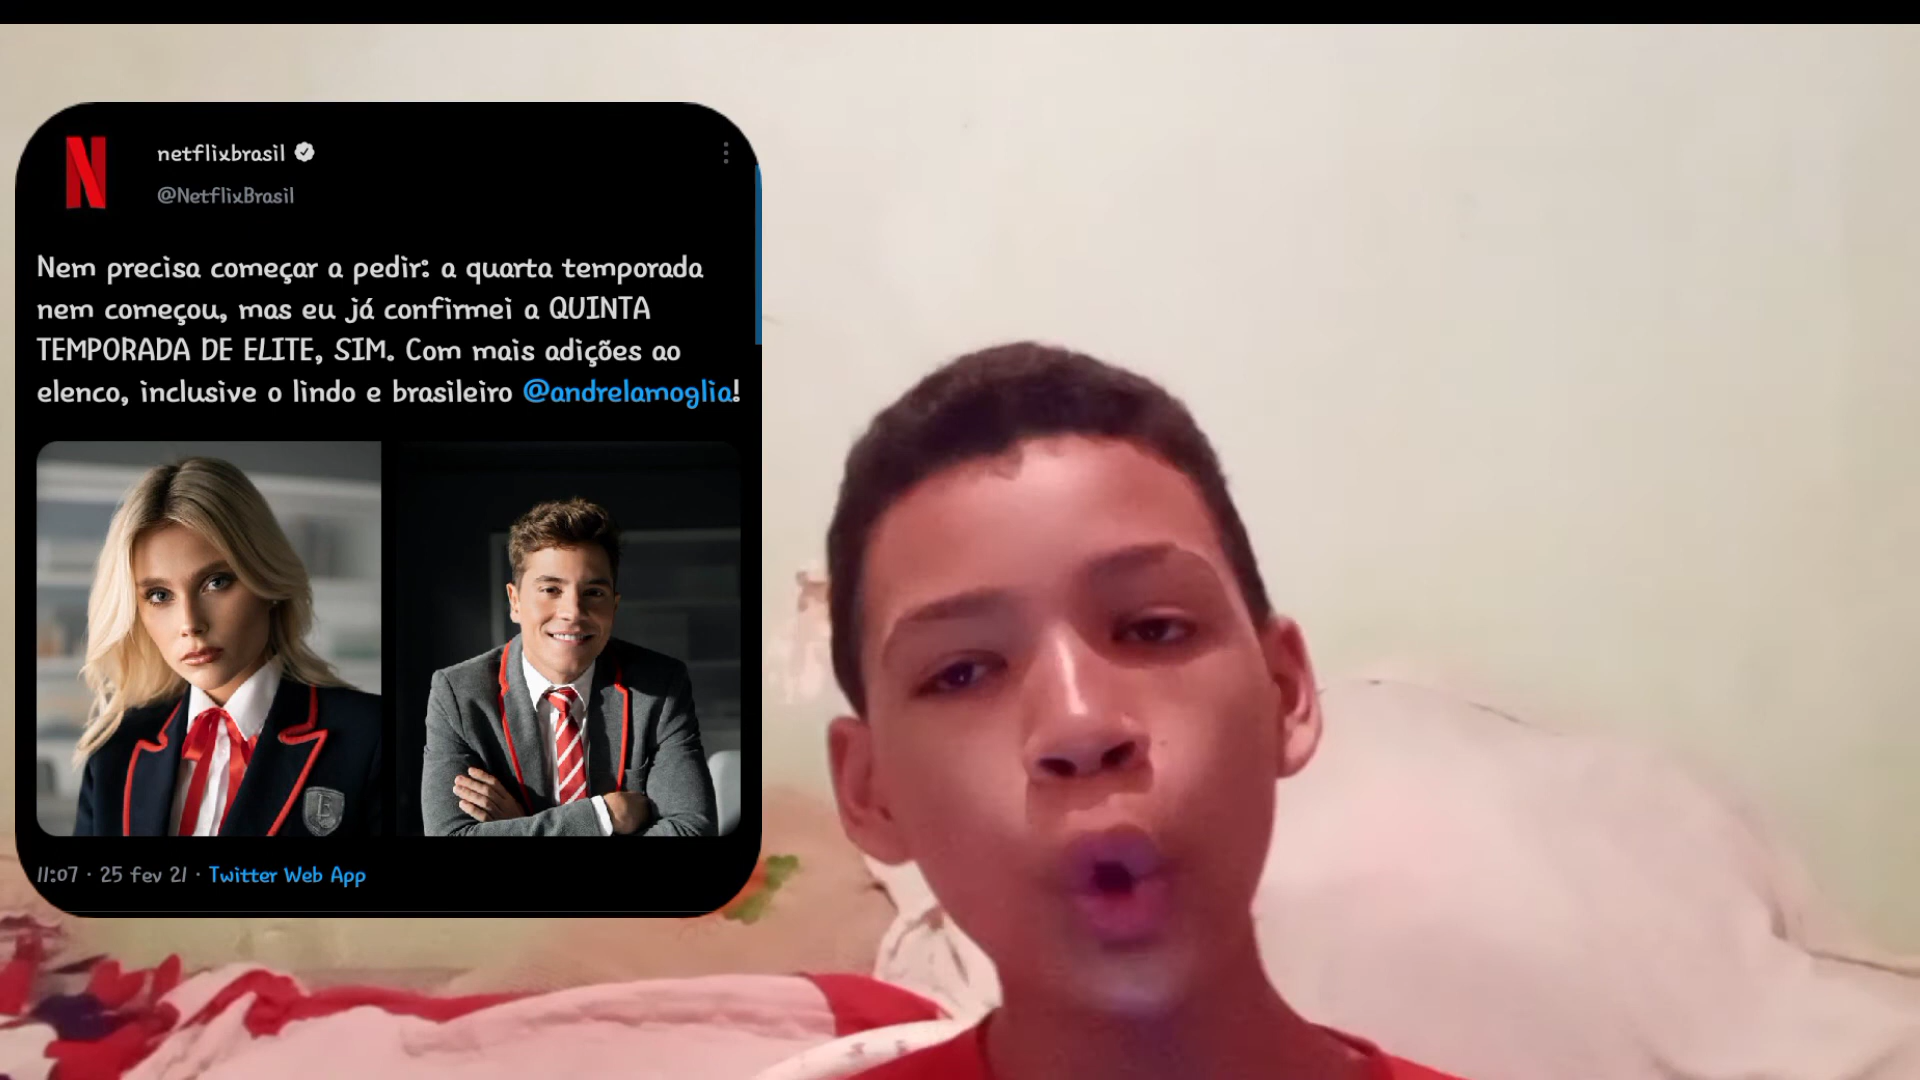 netflixbrasil
@NetflixBrasil
Nem precisa começar a pedir: a quarta temporada
nem começou, mas eu já confirmei a QUINTA
TEMPORADA DE ELITE, SIM. Com mais adições ao
elenco, inclusive o lindo e brasileiro @andrelamoglia!
11:07 · 25 fev 21 · Twitter Web App